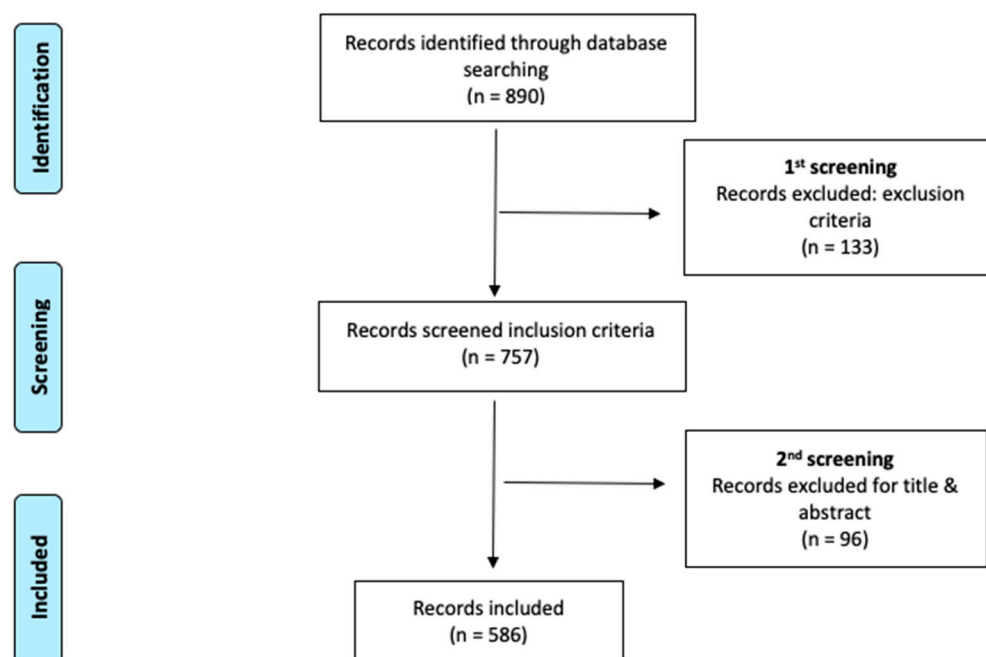 Identification
Records identified through database
searching
(n = 890)
1st screening
Records excluded: exclusion
criteria
(n = 133)
Screening
Records screened inclusion criteria
(n = 757)
2nd screening
Records excluded for title &
abstract
(n = 96)
Included
Records included
(n = 586)